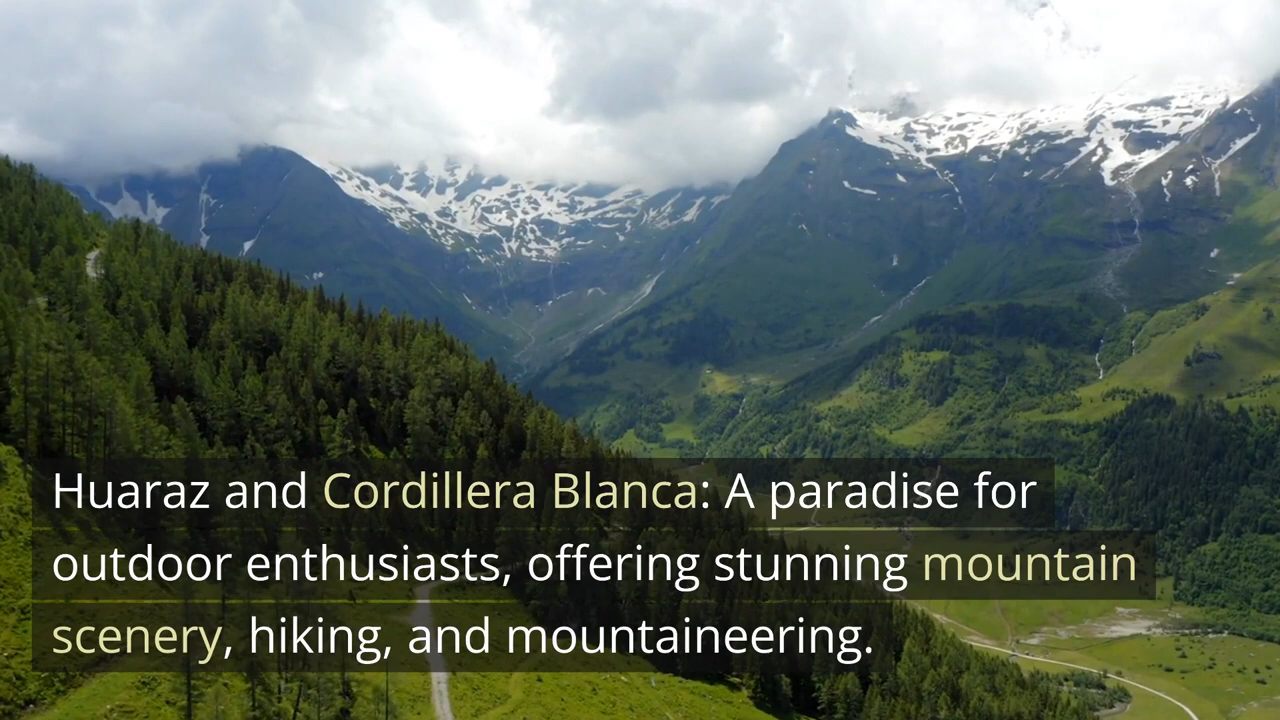 Huaraz and Cordillera Blanca: A paradise for
outdoor enthusiasts, offering stunning mountain
scenery, hiking, and mountaineering.